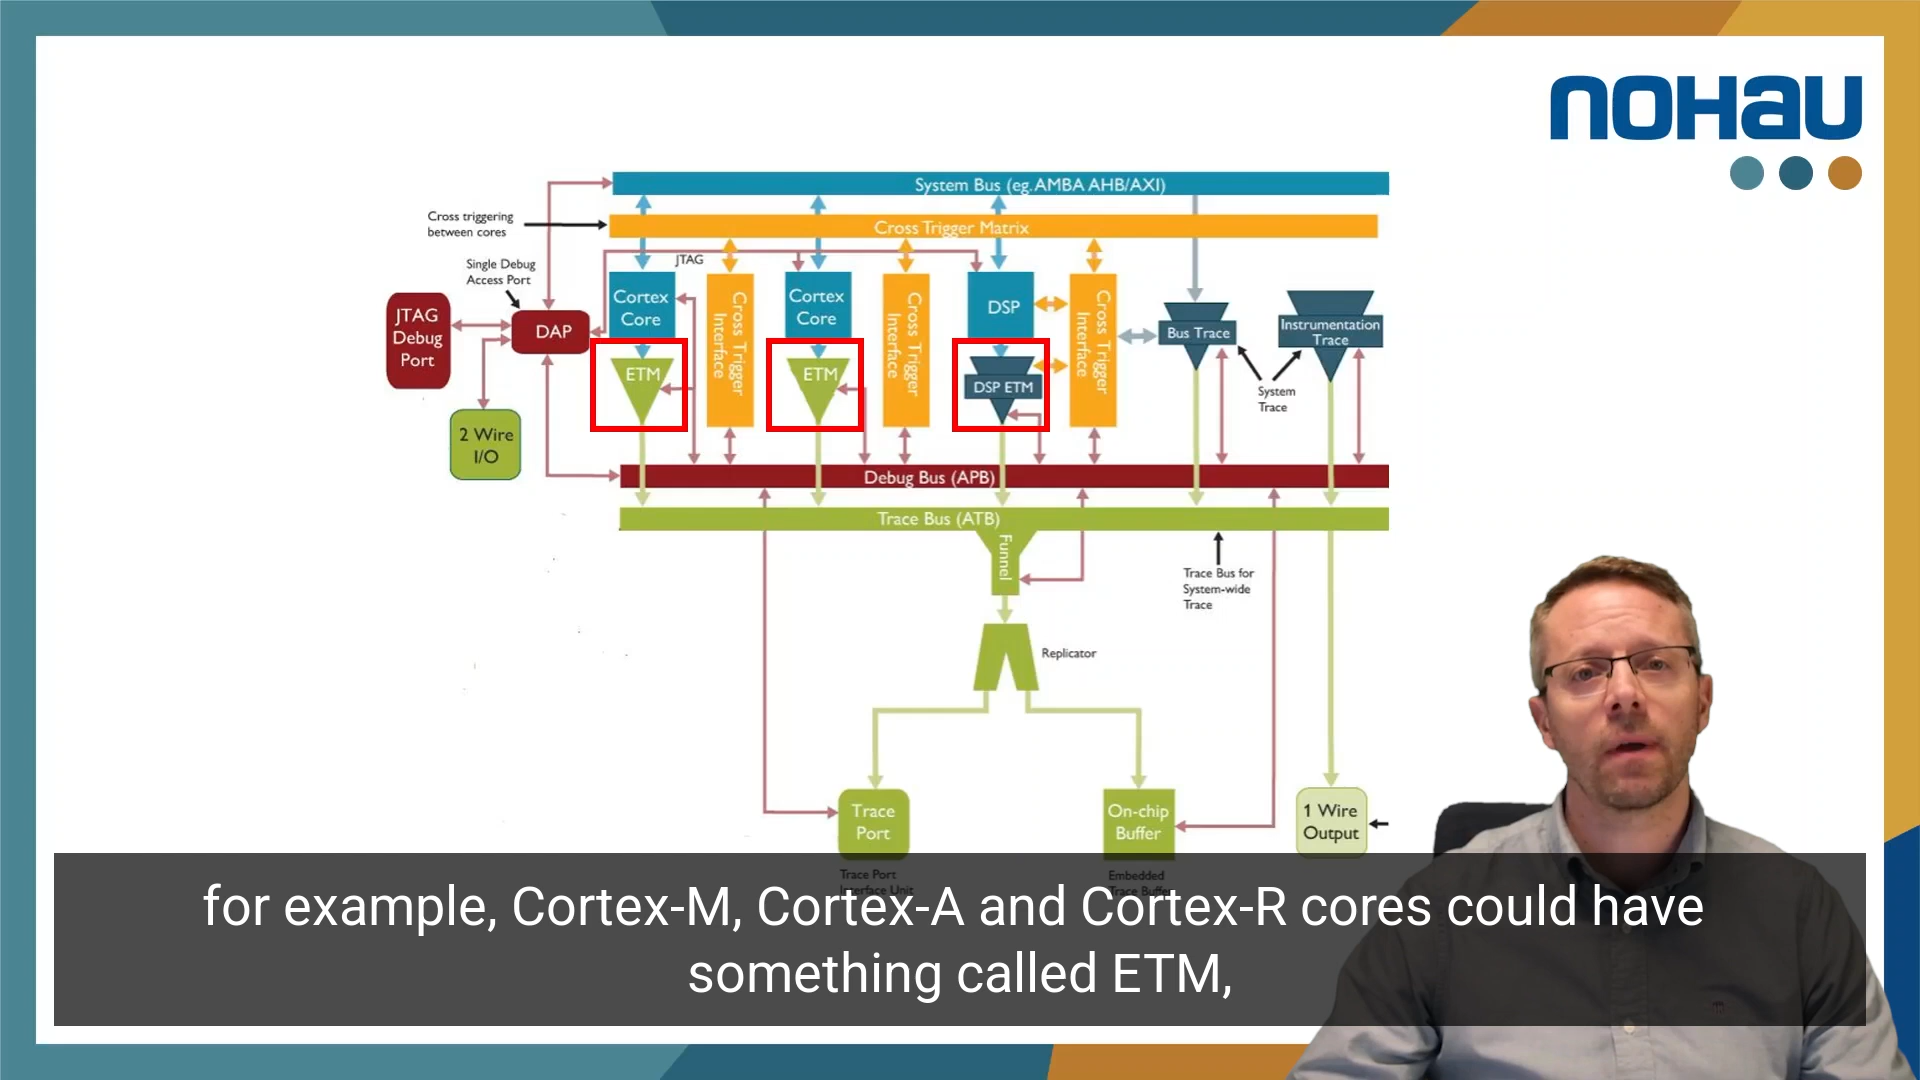 nohau
System Bus (eg. AMBA AHB/AXI)
Cross triggering
between cores
Cross Trigger Matrix
JTAG
Single Debug
Access Port
JTAG
Debug
Port
DAP
2 Wire
I/O
Cortex
Core
ETM
Cross Trigger
Interface
Cortex
Core
ETM
Cross Trigger
Interface
DSP
DSP ETM
Cross Trigger
Interface
Bus Trace
Instrumentation
Trace
System
Trace
Debug Bus (APB)
Trace Bus (ATB)
Funnel
Trace Bus for
System-wide
Trace
Replicator
Trace
Port
On-chip
Buffer
1 Wire
Output
Trace Port
Interface Unit
Embedded
Trace Buffer
for example, Cortex-M, Cortex-A and Cortex-R cores could have
something called ETM,